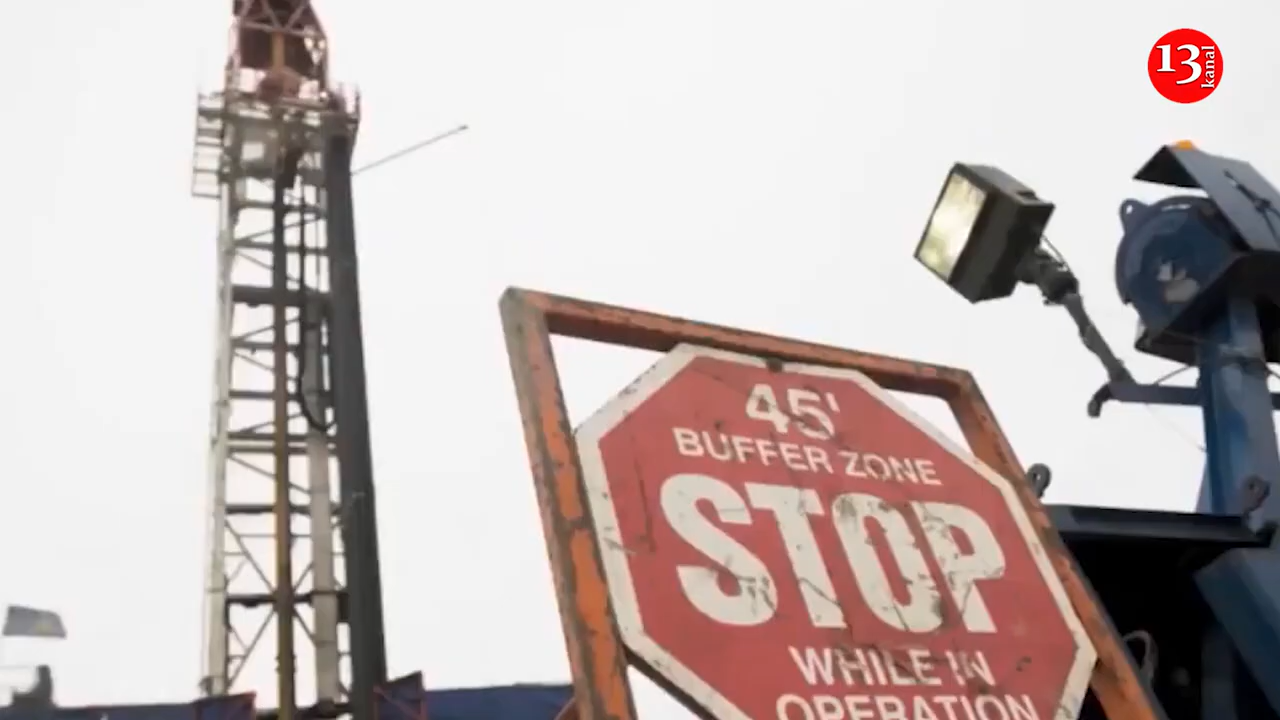 13 kanal
45'
BUFFER ZONE
STOP
WHILE IN
OPERATION